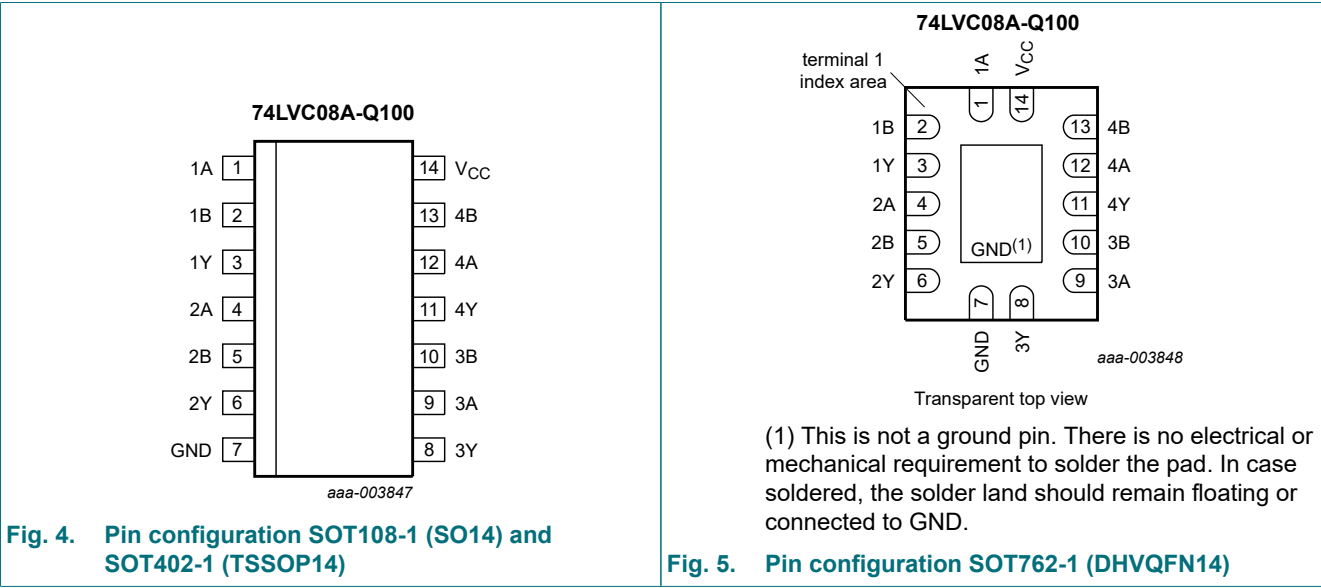 74LVC08A-Q100
1A 1
14 VCC
1B 2
13 4B
1Y 3
12 4A
2A 4
11 4Y
2B 5
10 3B
2Y 6
9 3A
GND 7
8 3Y
aaa-003847
Fig. 4. Pin configuration SOT108-1 (SO14) and
SOT402-1 (TSSOP14)
74LVC08A-Q100
terminal 1
index area
1A
VCC
1
14
1B 2
13 4B
1Y 3
12 4A
2A 4
11 4Y
2B 5
10 3B
GND(1)
2Y 6
9 3A
7
8
GND
3Y
aaa-003848
Transparent top view
(1) This is not a ground pin. There is no electrical or
mechanical requirement to solder the pad. In case
soldered, the solder land should remain floating or
connected to GND.
Fig. 5. Pin configuration SOT762-1 (DHVQFN14)